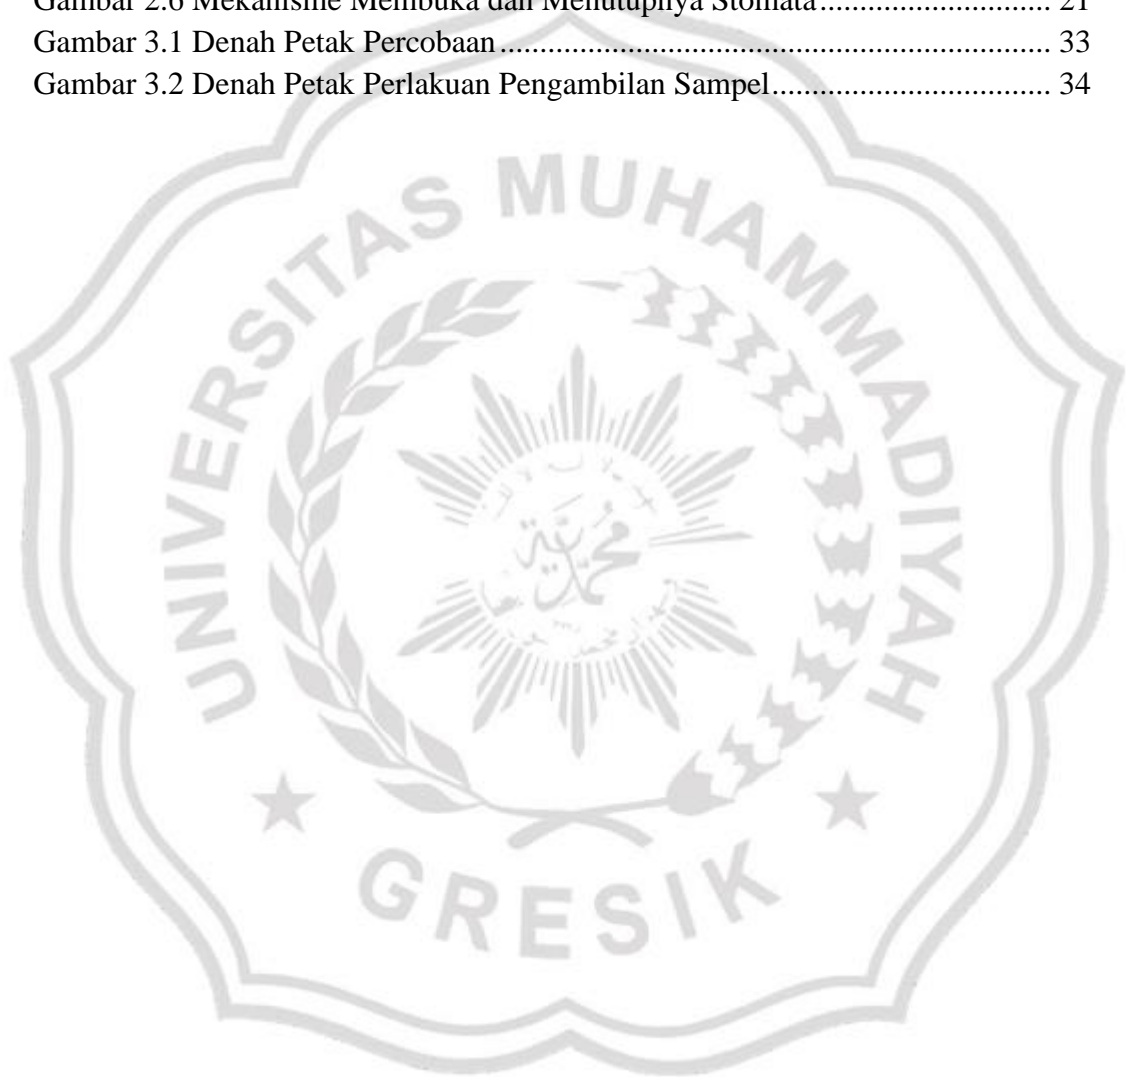 Gambar 2.6 Mekanisme Membuka dan Menutupnya Stomata............................. 21
Gambar 3.1 Denah Petak Percobaan..................................................................... 33
Gambar 3.2 Denah Petak Perlakuan Pengambilan Sampel................................... 34
UNIVERSITAS MUHAMMADIYAH
محمد
GRESIK